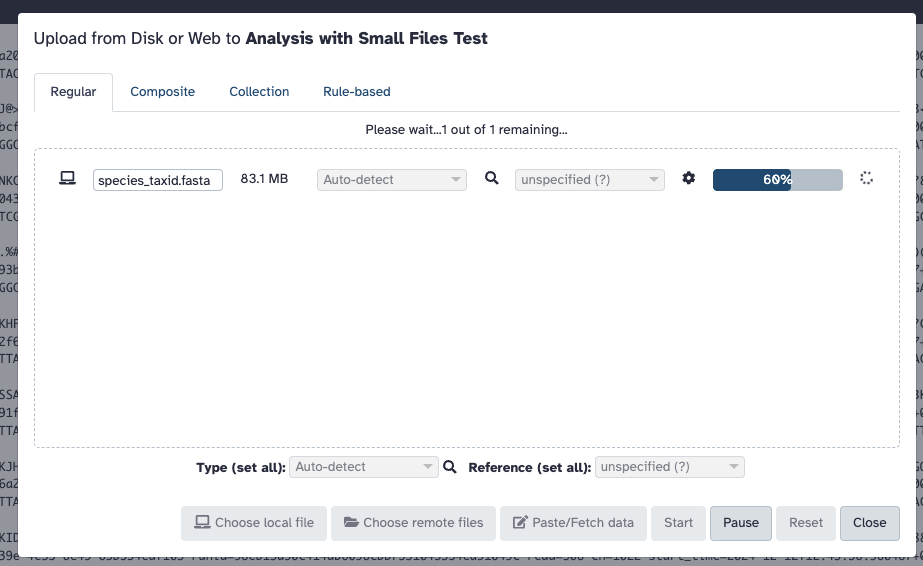 Upload from Disk or Web to Analysis with Small Files Test
Regular Composite Collection Rule-based
Please wait...1 out of 1 remaining...
species_taxid.fasta 83.1 MB Auto-detect unspecified (?) 60%
Type (set all): Auto-detect Reference (set all): unspecified (?)
Choose local file Choose remote files Paste/Fetch data Start Pause Reset Close